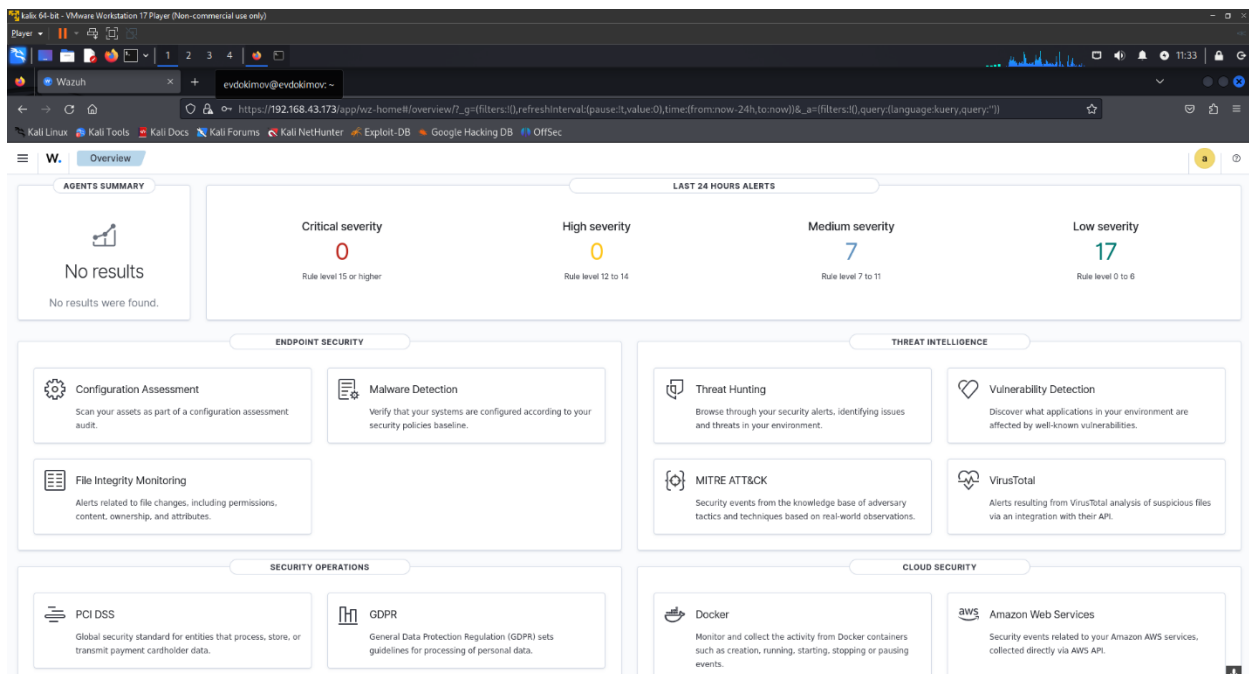 kalix 64-bit - VMware Workstation 17 Player (Non-commercial use only)
Player
1 2 3 4
11:33
Wazuh
evdokimov@evdokimov: ~
https://192.168.43.173/app/wz-home#/overview/?_g=(filters:!(),refreshInterval:(pause:!t,value:0),time:(from:now-24h,to:now))&_a=(filters:!(),query:(language:kuery,query:''))
Kali Linux Kali Tools Kali Docs Kali Forums Kali NetHunter Exploit-DB Google Hacking DB OffSec
W. Overview
a
AGENTS SUMMARY
No results
No results were found.
LAST 24 HOURS ALERTS
Critical severity
0
Rule level 15 or higher
High severity
0
Rule level 12 to 14
Medium severity
7
Rule level 7 to 11
Low severity
17
Rule level 0 to 6
ENDPOINT SECURITY
Configuration Assessment
Scan your assets as part of a configuration assessment
audit.
Malware Detection
Verify that your systems are configured according to your
security policies baseline.
File Integrity Monitoring
Alerts related to file changes, including permissions,
content, ownership, and attributes.
THREAT INTELLIGENCE
Threat Hunting
Browse through your security alerts, identifying issues
and threats in your environment.
Vulnerability Detection
Discover what applications in your environment are
affected by well-known vulnerabilities.
MITRE ATT&CK
Security events from the knowledge base of adversary
tactics and techniques based on real-world observations.
VirusTotal
Alerts resulting from VirusTotal analysis of suspicious files
via an integration with their API.
SECURITY OPERATIONS
PCI DSS
Global security standard for entities that process, store, or
transmit payment cardholder data.
GDPR
General Data Protection Regulation (GDPR) sets
guidelines for processing of personal data.
CLOUD SECURITY
Docker
Monitor and collect the activity from Docker containers
such as creation, running, starting, stopping or pausing
events.
aws
Amazon Web Services
Security events related to your Amazon AWS services,
collected directly via AWS API.